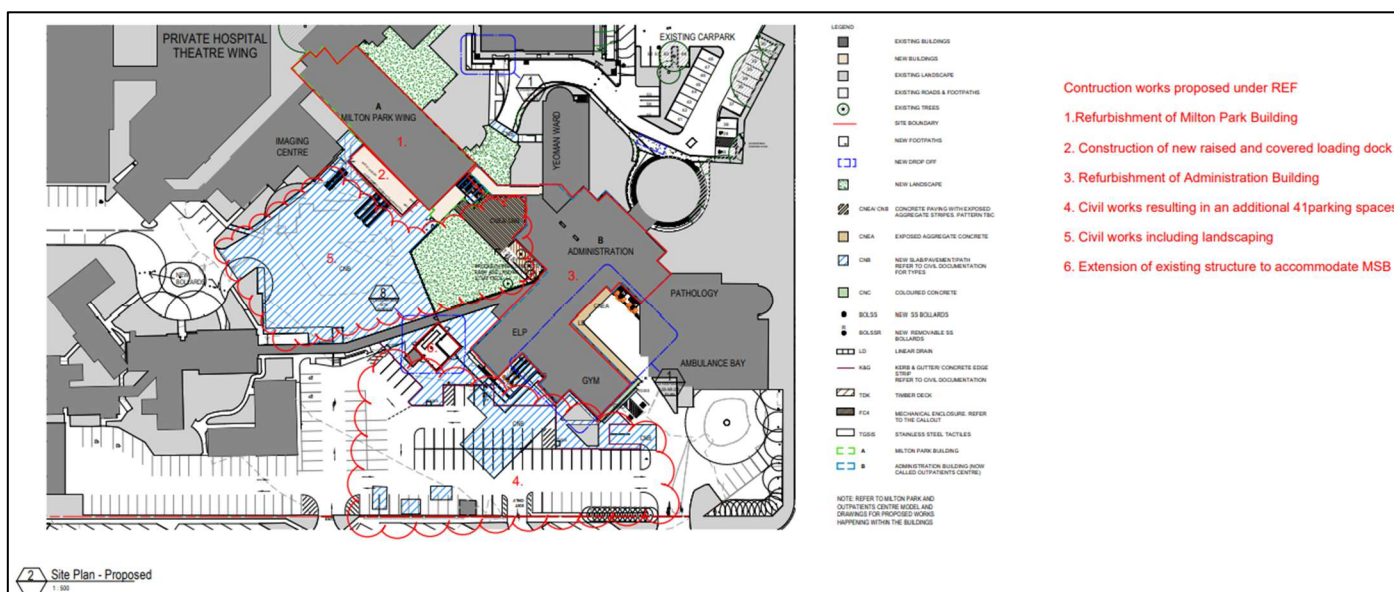 PRIVATE HOSPITAL
THEATRE WING
EXISTING CARPARK
A
MILTON PARK WING
1.
IMAGING
CENTRE
2.
YEOMAN WARD
B
ADMINISTRATION
3.
5.
CNB
NEW
BOLLARDS
8
PATHOLOGY
CNEA
ELP
AMBULANCE BAY
6.
GYM
CNB
CNB
4.
2
Site Plan - Proposed
1 : 500
LEGEND
EXISTING BUILDINGS
NEW BUILDINGS
EXISTING LANDSCAPE
EXISTING ROADS & FOOTPATHS
EXISTING TREES
SITE BOUNDARY
NEW FOOTPATHS
NEW DROP OFF
NEW LANDSCAPE
CNEA/ CNB CONCRETE PAVING WITH EXPOSED
AGGREGATE STRIPES. PATTERN TBC
CNEA EXPOSED AGGREGATE CONCRETE
CNB NEW SLAB/PAVEMENT/PATH
REFER TO CIVIL DOCUMENTATION
FOR TYPES
CNC COLOURED CONCRETE
BOLSS NEW SS BOLLARDS
R
BOLSSR NEW REMOVABLE SS
BOLLARDS
LD LINEAR DRAIN
K&G KERB & GUTTER/ CONCRETE EDGE
STRIP
REFER TO CIVIL DOCUMENTATION
TDK TIMBER DECK
FC4 MECHANICAL ENCLOSURE. REFER
TO THE CALLOUT
TGSIS STAINLESS STEEL TACTILES
A MILTON PARK BUILDING
B ADMINISTRATION BUILDING (NOW
CALLED OUTPATIENTS CENTRE)
NOTE: REFER TO MILTON PARK AND
OUTPATIENTS CENTRE MODEL AND
DRAWINGS FOR PROPOSED WORKS
HAPPENING WITHIN THE BUILDINGS
Contruction works proposed under REF
1.Refurbishment of Milton Park Building
2. Construction of new raised and covered loading dock
3. Refurbishment of Administration Building
4. Civil works resulting in an additional 41parking spaces
5. Civil works including landscaping
6. Extension of existing structure to accommodate MSB